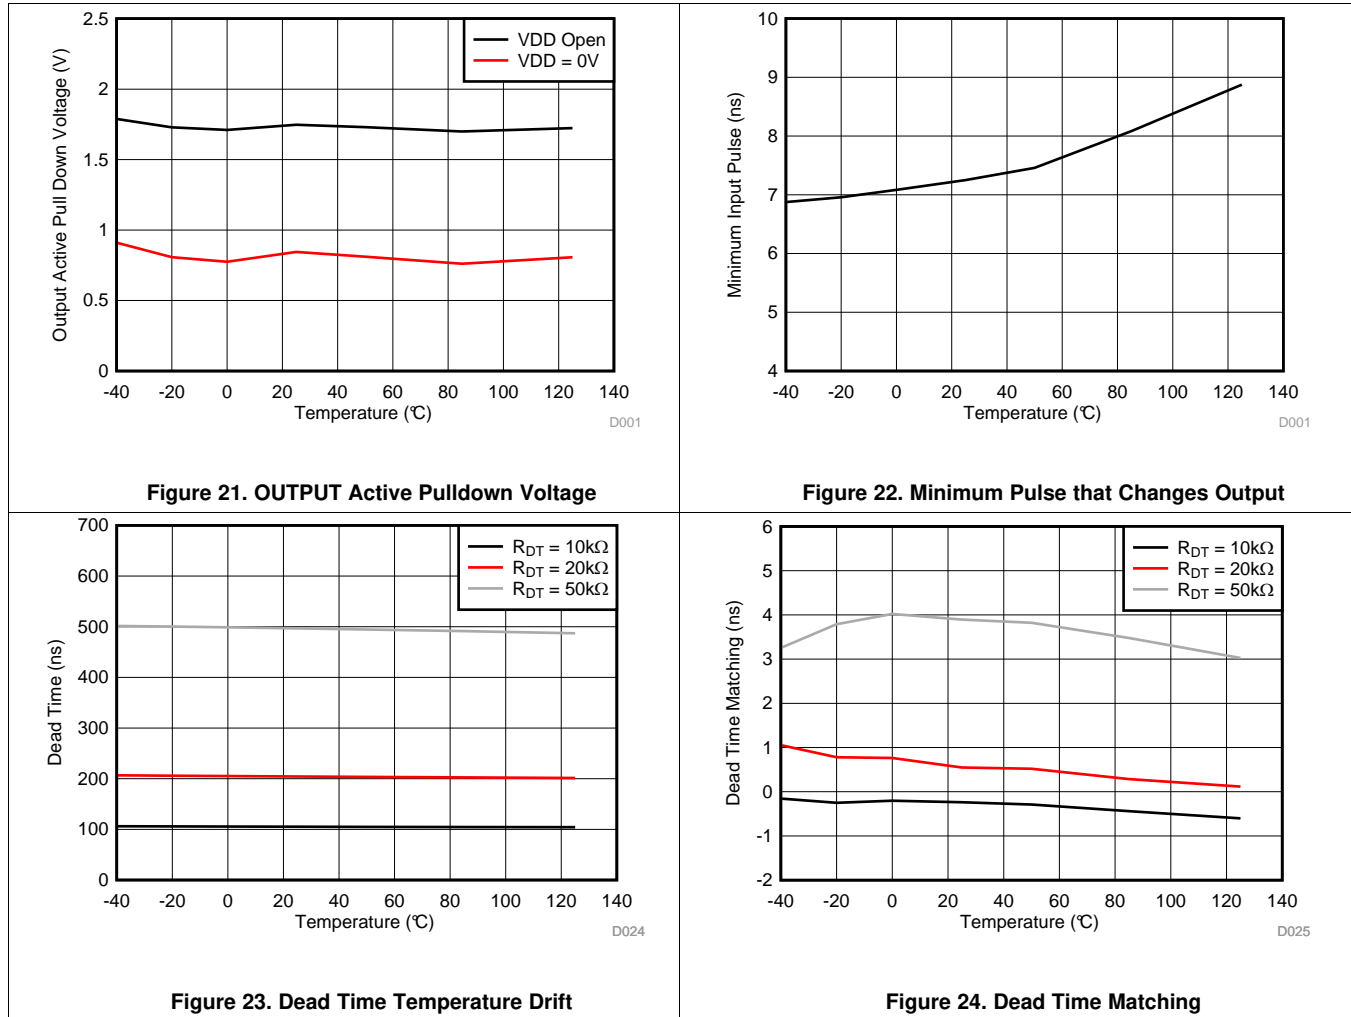 2.5
2
1.5
1
0.5
0
Output Active Pull Down Voltage (V)
VDD Open
VDD = 0V
-40 -20 0 20 40 60 80 100 120 140
Temperature (°C)
D001
Figure 21. OUTPUT Active Pulldown Voltage
10
9
8
7
6
5
4
Minimum Input Pulse (ns)
-40 -20 0 20 40 60 80 100 120 140
Temperature (°C)
D001
Figure 22. Minimum Pulse that Changes Output
700
600
500
400
300
200
100
0
Dead Time (ns)
RDT = 10kΩ
RDT = 20kΩ
RDT = 50kΩ
-40 -20 0 20 40 60 80 100 120 140
Temperature (°C)
D024
Figure 23. Dead Time Temperature Drift
6
5
4
3
2
1
0
-1
-2
Dead Time Matching (ns)
RDT = 10kΩ
RDT = 20kΩ
RDT = 50kΩ
-40 -20 0 20 40 60 80 100 120 140
Temperature (°C)
D025
Figure 24. Dead Time Matching